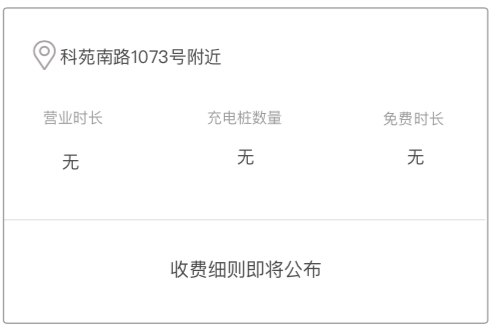 科苑南路1073号附近
营业时长 充电桩数量 免费时长
无 无 无
收费细则即将公布